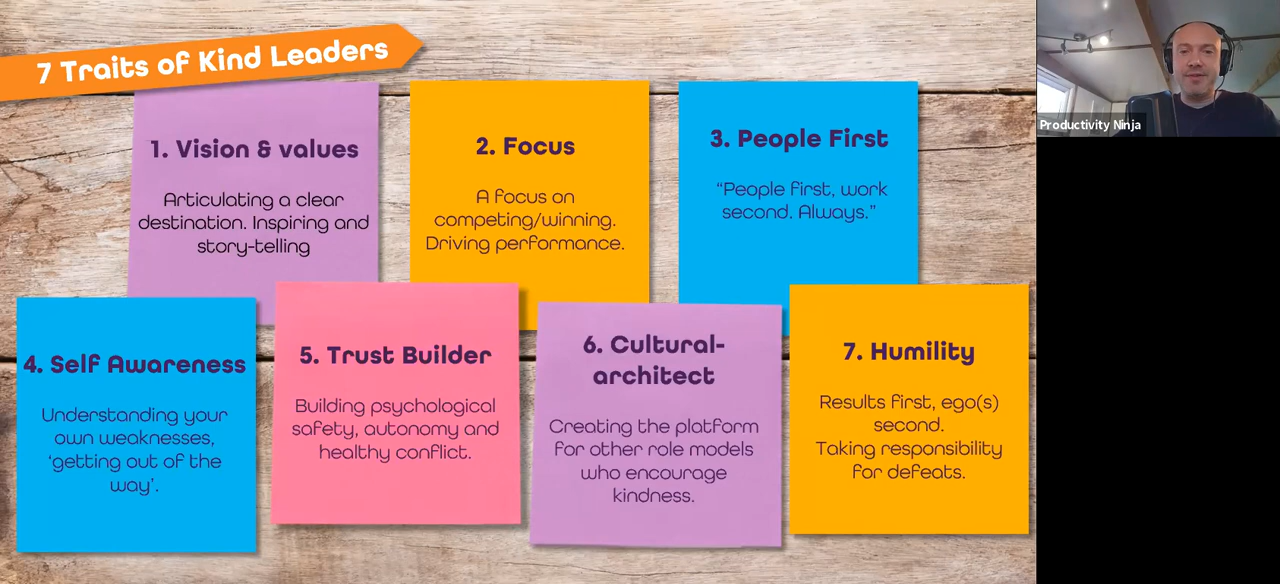 7 Traits of Kind Leaders
1. Vision & values
Articulating a clear
destination. Inspiring and
story-telling
2. Focus
A focus on
competing/winning.
Driving performance.
3. People First
“People first, work
second. Always.”
4. Self Awareness
Understanding your
own weaknesses,
‘getting out of the
way’.
5. Trust Builder
Building psychological
safety, autonomy and
healthy conflict.
6. Cultural-
architect
Creating the platform
for other role models
who encourage
kindness.
7. Humility
Results first, ego(s)
second.
Taking responsibility
for defeats.
Productivity Ninja